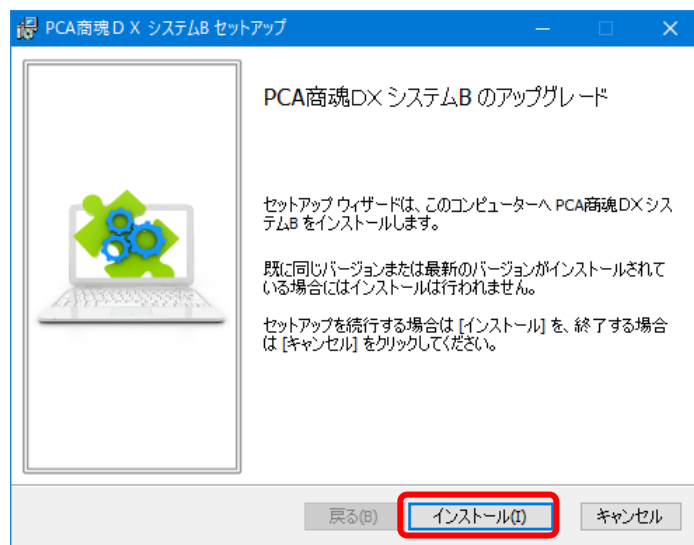 PCA商魂ＤＸ システムB セットアップ
PCA商魂DX システムB のアップグレード
セットアップ ウィザードは、このコンピューターへ PCA商魂DX シス
テムB をインストールします。
既に同じバージョンまたは最新のバージョンがインストールされて
いる場合にはインストールは行われません。
セットアップを続行する場合は [インストール] を、終了する場合
は [キャンセル] をクリックしてください。
戻る(B) インストール(I) キャンセル